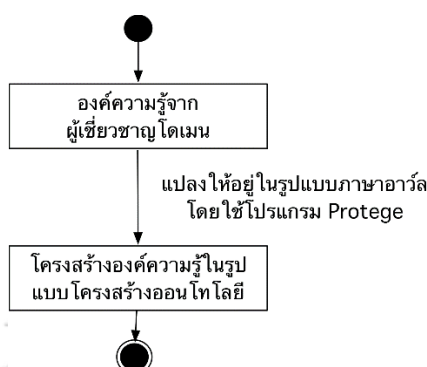 องค์ความรู้จาก
ผู้เชี่ยวชาญโดเมน
แปลงให้อยู่ในรูปแบบภาษาอาว์ล
โดยใช้โปรแกรม Protege
โครงสร้างองค์ความรู้ในรูป
แบบโครงสร้างออนโทโลยี